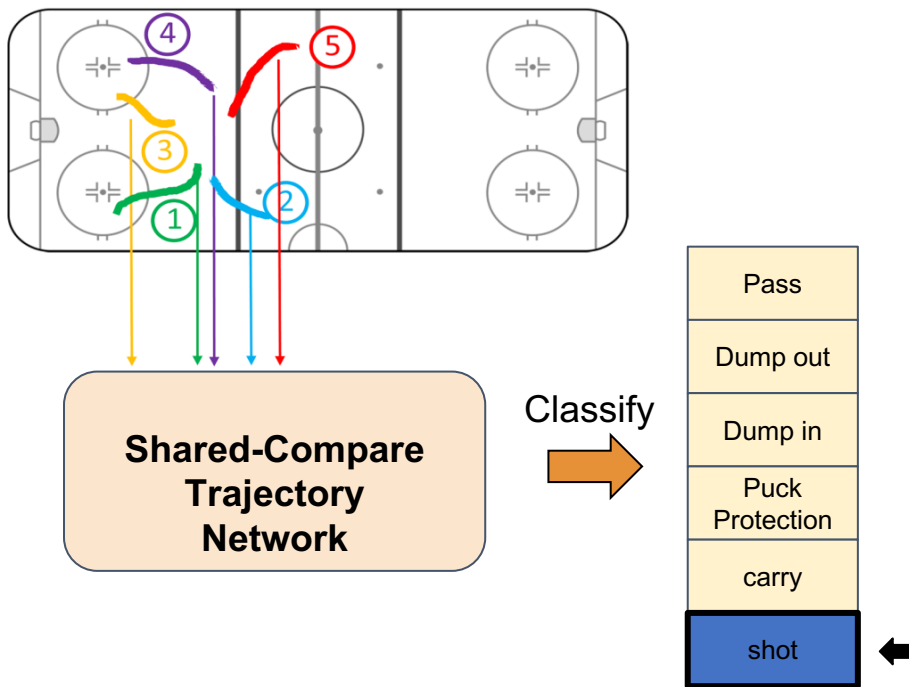 4
5
3
1
2
Shared-Compare
Trajectory
Network
Classify
Pass
Dump out
Dump in
Puck
Protection
carry
shot